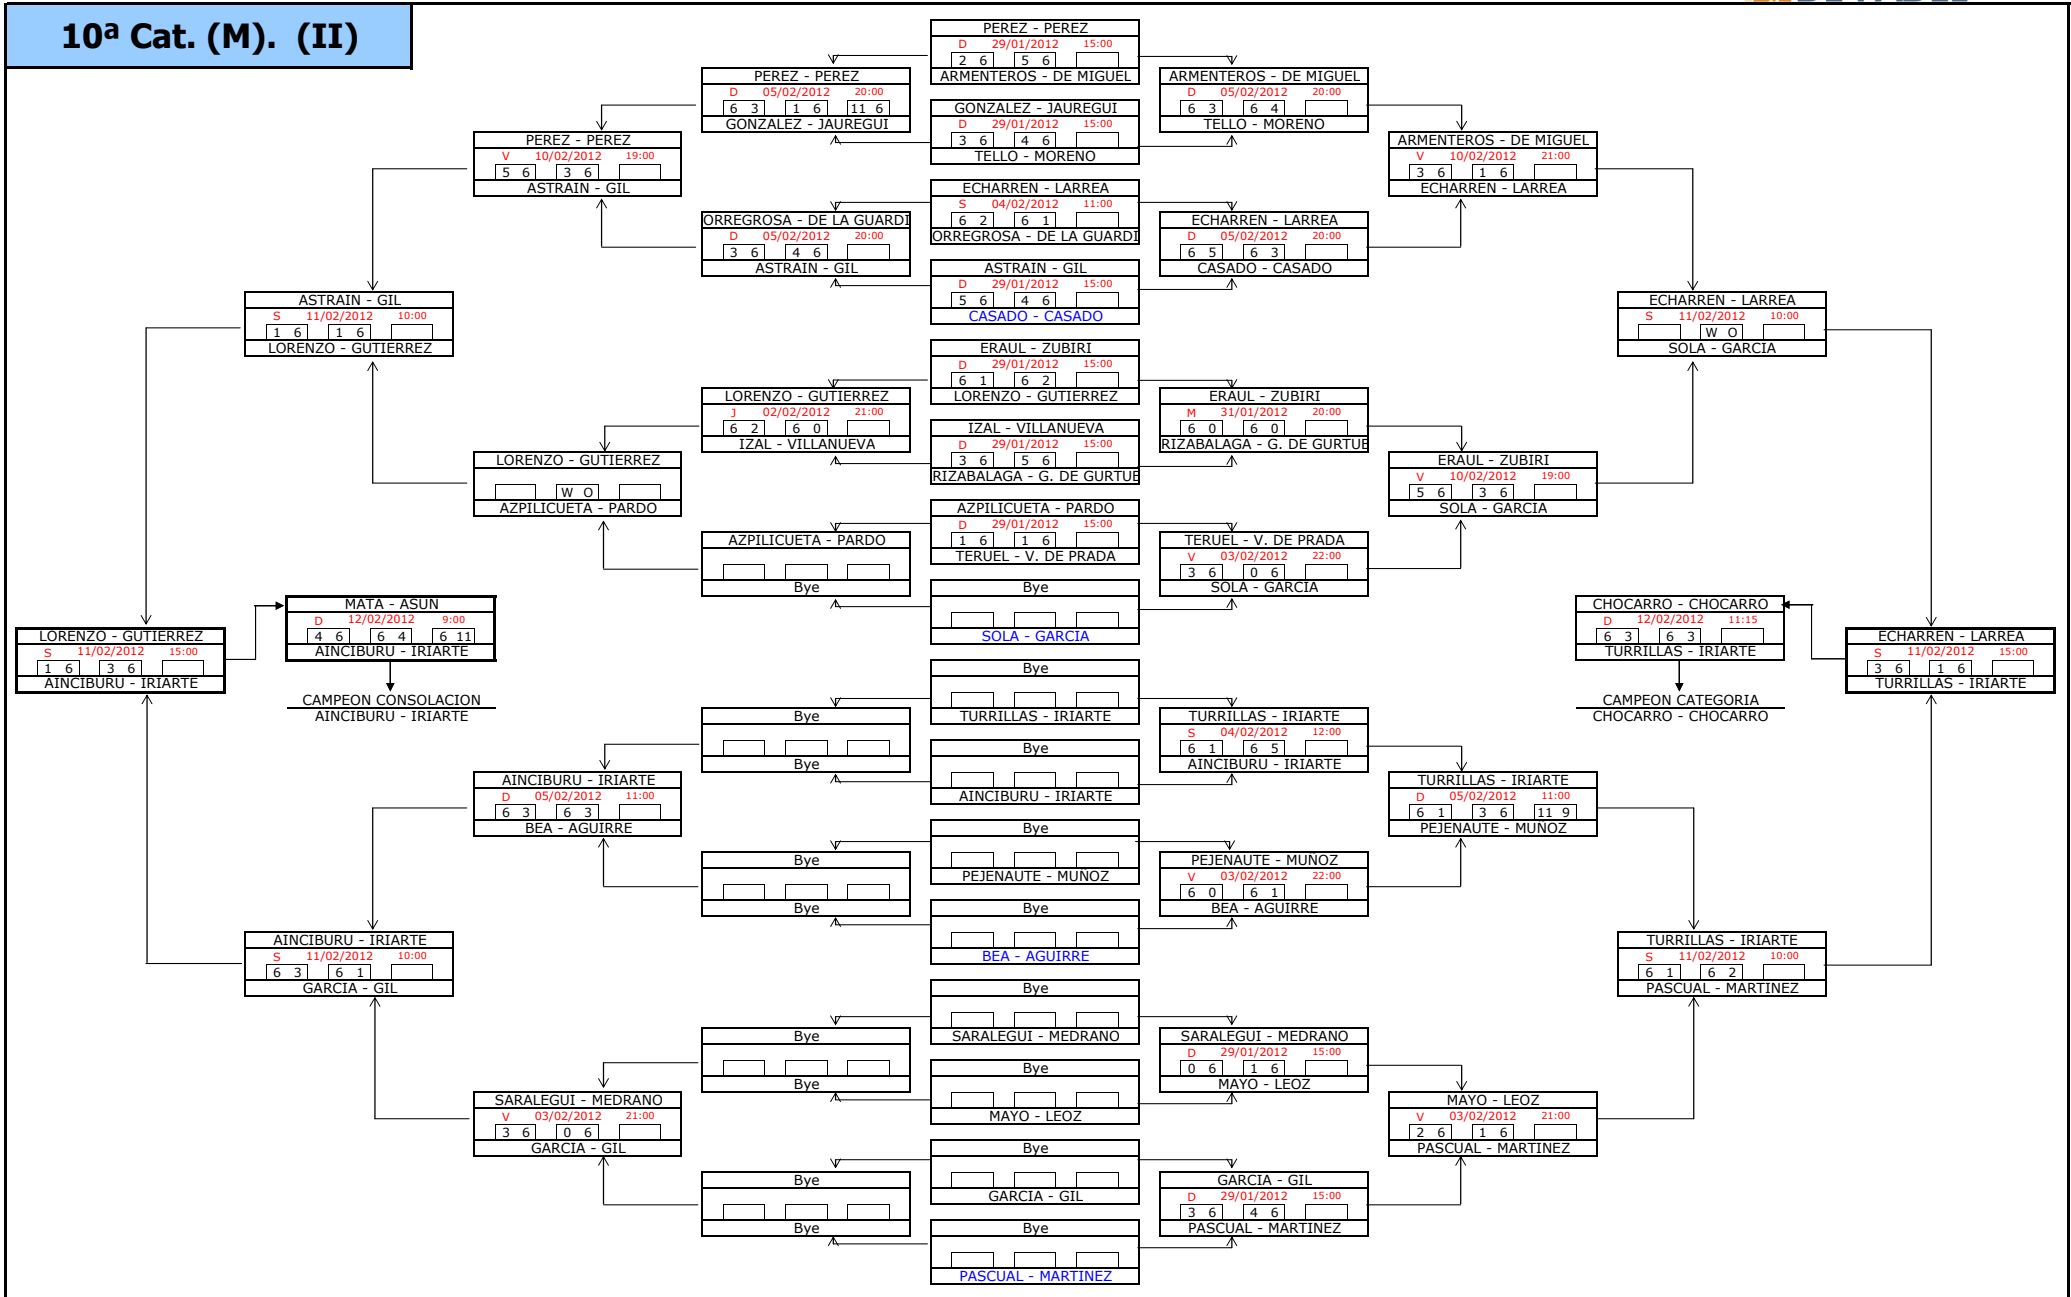 10ª Cat. (M). (II)
PEREZ - PEREZ
D 29/01/2012 15:00
2 6 5 6
ARMENTEROS - DE MIGUEL
GONZALEZ - JAUREGUI
D 29/01/2012 15:00
3 6 4 6
TELLO - MORENO
ECHARREN - LARREA
S 04/02/2012 11:00
6 2 6 1
ORREGROSA - DE LA GUARDI
ASTRAIN - GIL
D 29/01/2012 15:00
5 6 4 6
CASADO - CASADO
ERAUL - ZUBIRI
D 29/01/2012 15:00
6 1 6 2
LORENZO - GUTIERREZ
IZAL - VILLANUEVA
D 29/01/2012 15:00
3 6 5 6
RIZABALAGA - G. DE GURTUB
AZPILICUETA - PARDO
D 29/01/2012 15:00
1 6 1 6
TERUEL - V. DE PRADA
Bye
SOLA - GARCIA
Bye
TURRILLAS - IRIARTE
Bye
AINCIBURU - IRIARTE
Bye
PEJENAUTE - MUÑOZ
Bye
BEA - AGUIRRE
Bye
SARALEGUI - MEDRANO
Bye
MAYO - LEOZ
Bye
GARCIA - GIL
Bye
PASCUAL - MARTINEZ
PEREZ - PEREZ
D 05/02/2012 20:00
6 3 1 6 11 6
GONZALEZ - JAUREGUI
ORREGROSA - DE LA GUARDI
D 05/02/2012 20:00
3 6 4 6
ASTRAIN - GIL
LORENZO - GUTIERREZ
J 02/02/2012 21:00
6 2 6 0
IZAL - VILLANUEVA
AZPILICUETA - PARDO
Bye
Bye
Bye
Bye
Bye
Bye
Bye
Bye
Bye
PEREZ - PEREZ
V 10/02/2012 19:00
5 6 3 6
ASTRAIN - GIL
LORENZO - GUTIERREZ
W O
AZPILICUETA - PARDO
AINCIBURU - IRIARTE
D 05/02/2012 11:00
6 3 6 3
BEA - AGUIRRE
SARALEGUI - MEDRANO
V 03/02/2012 21:00
3 6 0 6
GARCIA - GIL
ASTRAIN - GIL
S 11/02/2012 10:00
1 6 1 6
LORENZO - GUTIERREZ
AINCIBURU - IRIARTE
S 11/02/2012 10:00
6 3 6 1
GARCIA - GIL
LORENZO - GUTIERREZ
S 11/02/2012 15:00
1 6 3 6
AINCIBURU - IRIARTE
MATA - ASUN
D 12/02/2012 9:00
4 6 6 4 6 11
AINCIBURU - IRIARTE
CAMPEON CONSOLACION
AINCIBURU - IRIARTE
ARMENTEROS - DE MIGUEL
D 05/02/2012 20:00
6 3 6 4
TELLO - MORENO
ECHARREN - LARREA
D 05/02/2012 20:00
6 5 6 3
CASADO - CASADO
ERAUL - ZUBIRI
M 31/01/2012 20:00
6 0 6 0
RIZABALAGA - G. DE GURTUB
TERUEL - V. DE PRADA
V 03/02/2012 22:00
3 6 0 6
SOLA - GARCIA
TURRILLAS - IRIARTE
S 04/02/2012 12:00
6 1 6 5
AINCIBURU - IRIARTE
PEJENAUTE - MUÑOZ
V 03/02/2012 22:00
6 0 6 1
BEA - AGUIRRE
SARALEGUI - MEDRANO
D 29/01/2012 15:00
0 6 1 6
MAYO - LEOZ
GARCIA - GIL
D 29/01/2012 15:00
3 6 4 6
PASCUAL - MARTINEZ
ARMENTEROS - DE MIGUEL
V 10/02/2012 21:00
3 6 1 6
ECHARREN - LARREA
ERAUL - ZUBIRI
V 10/02/2012 19:00
5 6 3 6
SOLA - GARCIA
TURRILLAS - IRIARTE
D 05/02/2012 11:00
6 1 3 6 11 9
PEJENAUTE - MUÑOZ
MAYO - LEOZ
V 03/02/2012 21:00
2 6 1 6
PASCUAL - MARTINEZ
ECHARREN - LARREA
S 11/02/2012 10:00
W O
SOLA - GARCIA
TURRILLAS - IRIARTE
S 11/02/2012 10:00
6 1 6 2
PASCUAL - MARTINEZ
CHOCARRO - CHOCARRO
D 12/02/2012 11:15
6 3 6 3
TURRILLAS - IRIARTE
CAMPEON CATEGORIA
CHOCARRO - CHOCARRO
ECHARREN - LARREA
S 11/02/2012 15:00
3 6 1 6
TURRILLAS - IRIARTE